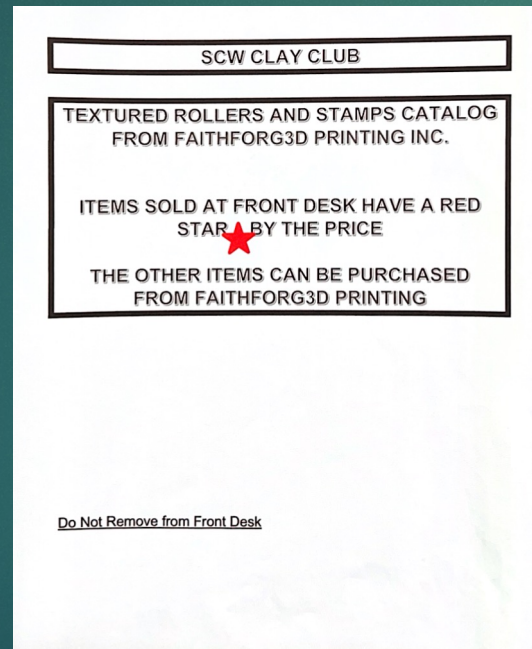 SCW CLAY CLUB
TEXTURED ROLLERS AND STAMPS CATALOG
FROM FAITHFORG3D PRINTING INC.
ITEMS SOLD AT FRONT DESK HAVE A RED
STAR BY THE PRICE
THE OTHER ITEMS CAN BE PURCHASED
FROM FAITHFORG3D PRINTING
Do Not Remove from Front Desk